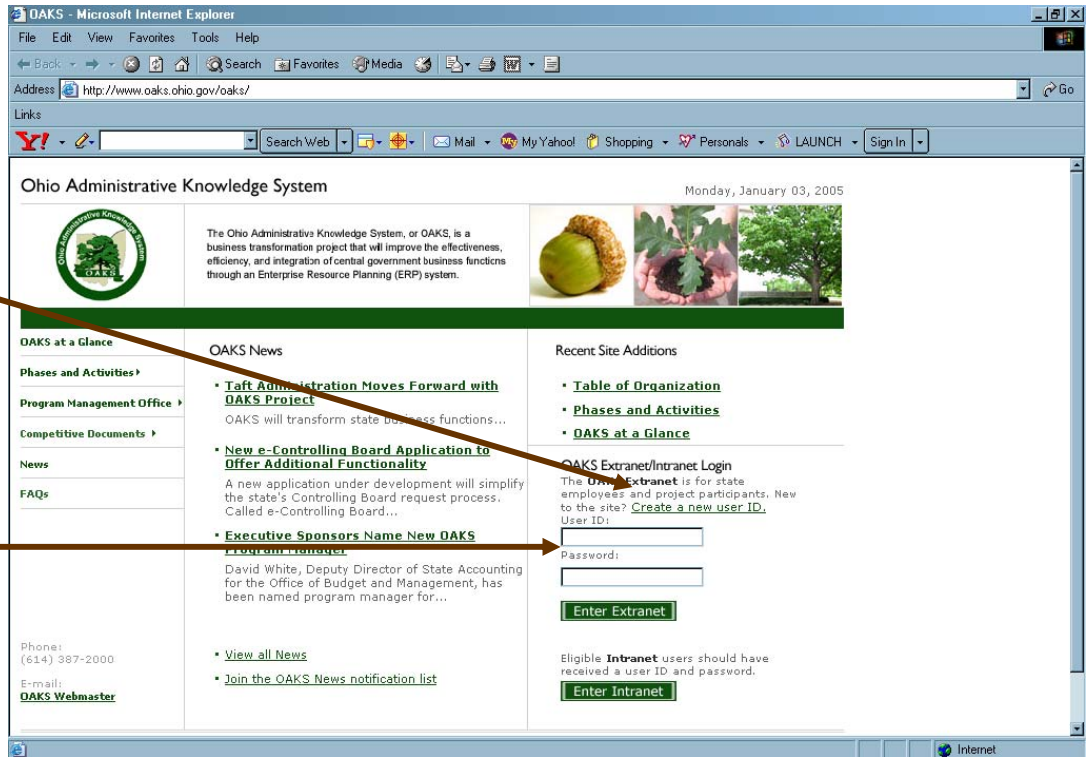 OAKS - Microsoft Internet Explorer
File Edit View Favorites Tools Help
Back Search Favorites Media
Address http://www.oaks.ohio.gov/oaks/ Go
Links
Y! Search Web Mail My Yahoo! Shopping Personals LAUNCH Sign In
Ohio Administrative Knowledge System
Monday, January 03, 2005
Ohio Administrative Knowledge System
OAKS
The Ohio Administrative Knowledge System, or OAKS, is a
business transformation project that will improve the effectiveness,
efficiency, and integration of central government business functions
through an Enterprise Resource Planning (ERP) system.
OAKS at a Glance
Phases and Activities
Program Management Office
Competitive Documents
News
FAQs
Phone:
(614) 387-2000
E-mail:
OAKS Webmaster
OAKS News
Taft Administration Moves Forward with
OAKS Project
OAKS will transform state business functions...
New e-Controlling Board Application to
Offer Additional Functionality
A new application under development will simplify
the state's Controlling Board request process.
Called e-Controlling Board...
Executive Sponsors Name New OAKS
Program Manager
David White, Deputy Director of State Accounting
for the Office of Budget and Management, has
been named program manager for...
View all News
Join the OAKS News notification list
Recent Site Additions
Table of Organization
Phases and Activities
OAKS at a Glance
OAKS Extranet/Intranet Login
The OAKS Extranet is for state
employees and project participants. New
to the site? Create a new user ID.
User ID:
Password:
Enter Extranet
Eligible Intranet users should have
received a user ID and password.
Enter Intranet
Internet